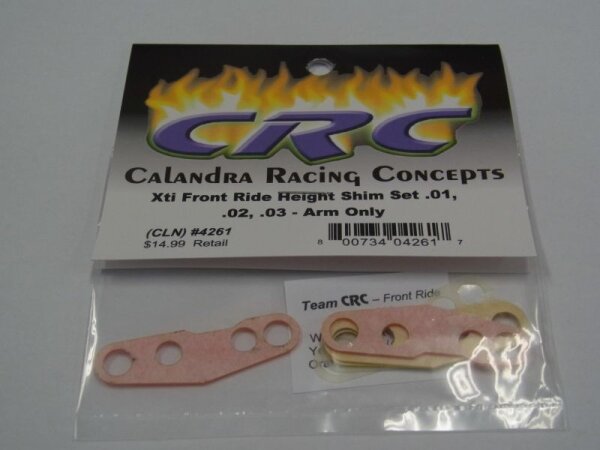 CRC
CALANDRA RACING CONCEPTS
Xti Front Ride Height Shim Set .01,
.02, .03 - Arm Only
(CLN) #4261
$14.99 Retail
8 00734 04261 7
Team CRC – Front Ride